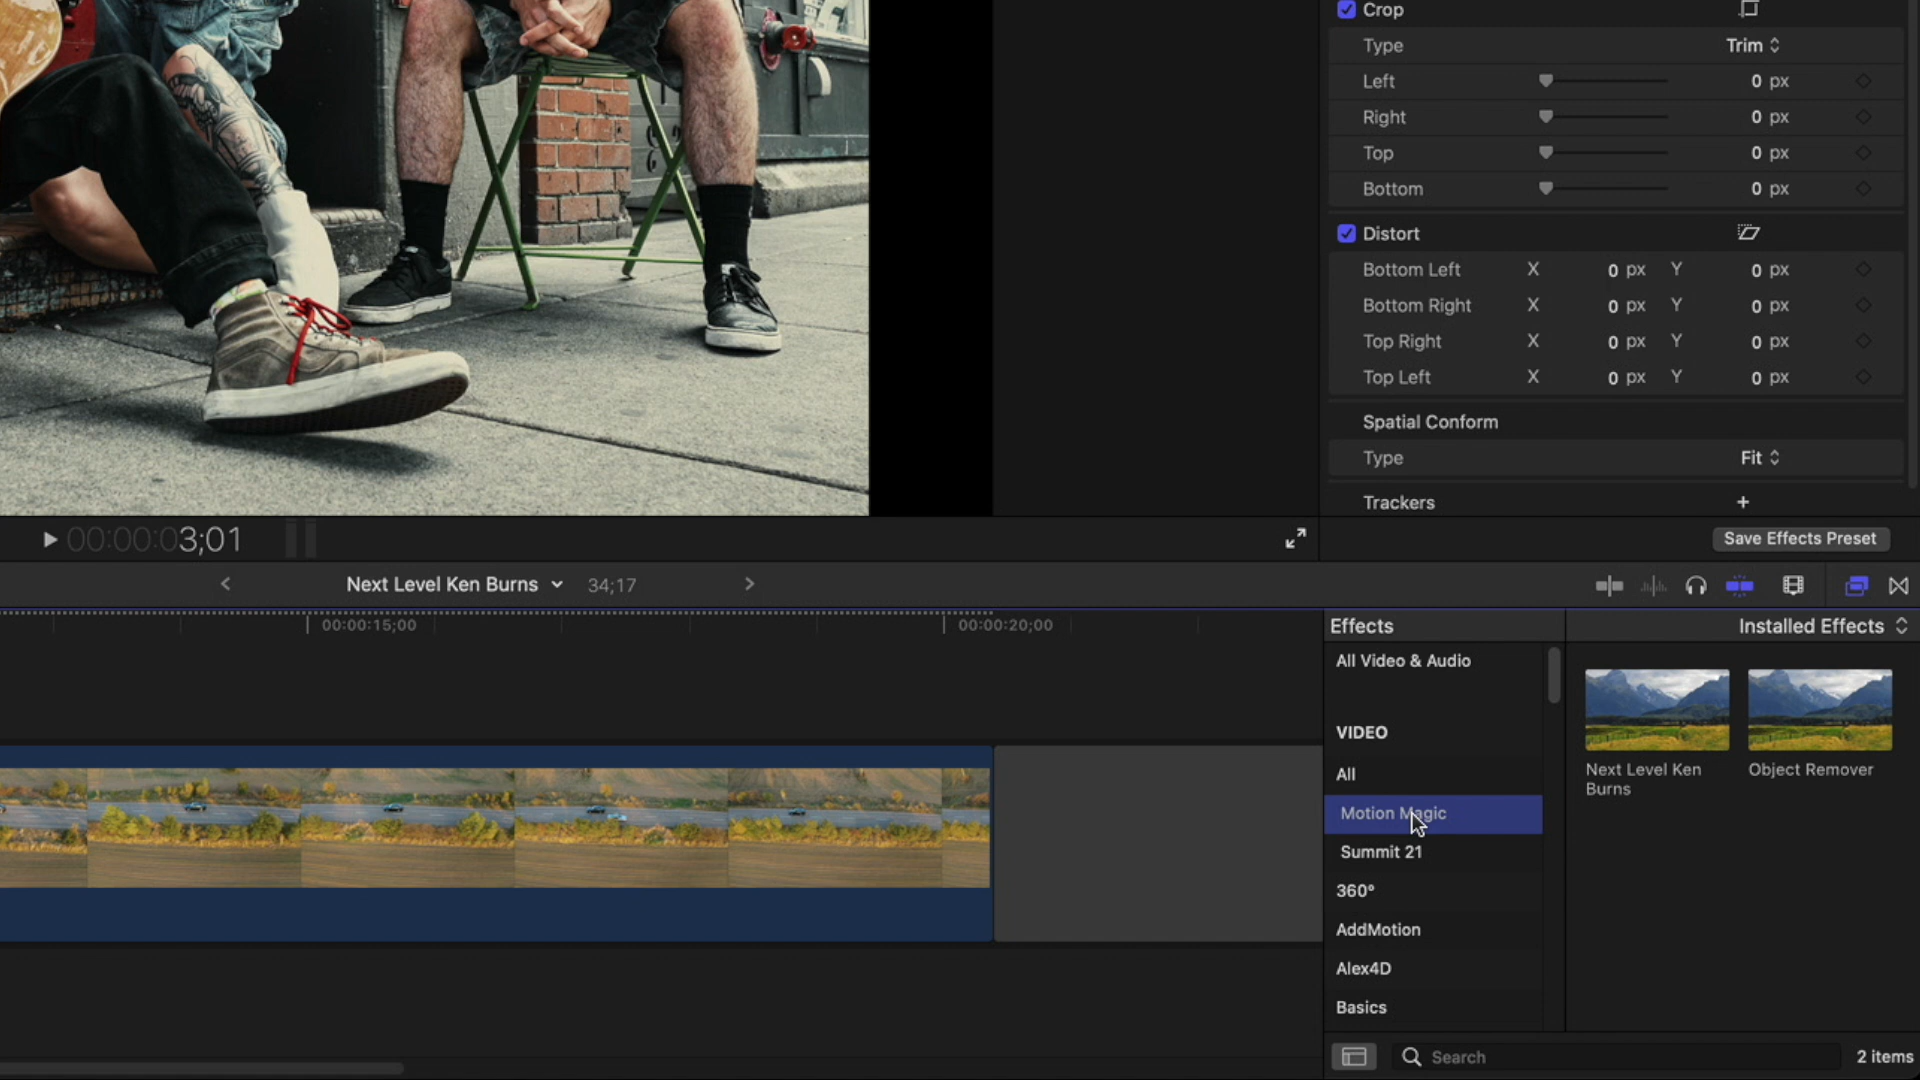 Crop
Type Trim
Left 0 px
Right 0 px
Top 0 px
Bottom 0 px
Distort
Bottom Left X 0 px Y 0 px
Bottom Right X 0 px Y 0 px
Top Right X 0 px Y 0 px
Top Left X 0 px Y 0 px
Spatial Conform
Type Fit
Trackers +
00:00:03;01
Save Effects Preset
Next Level Ken Burns 34;17
00:00:15;00 00:00:20;00
Effects
Installed Effects
All Video & Audio
VIDEO
All
Motion Magic
Summit 21
360°
AddMotion
Alex4D
Basics
Next Level Ken
Burns
Object Remover
Search
2 items